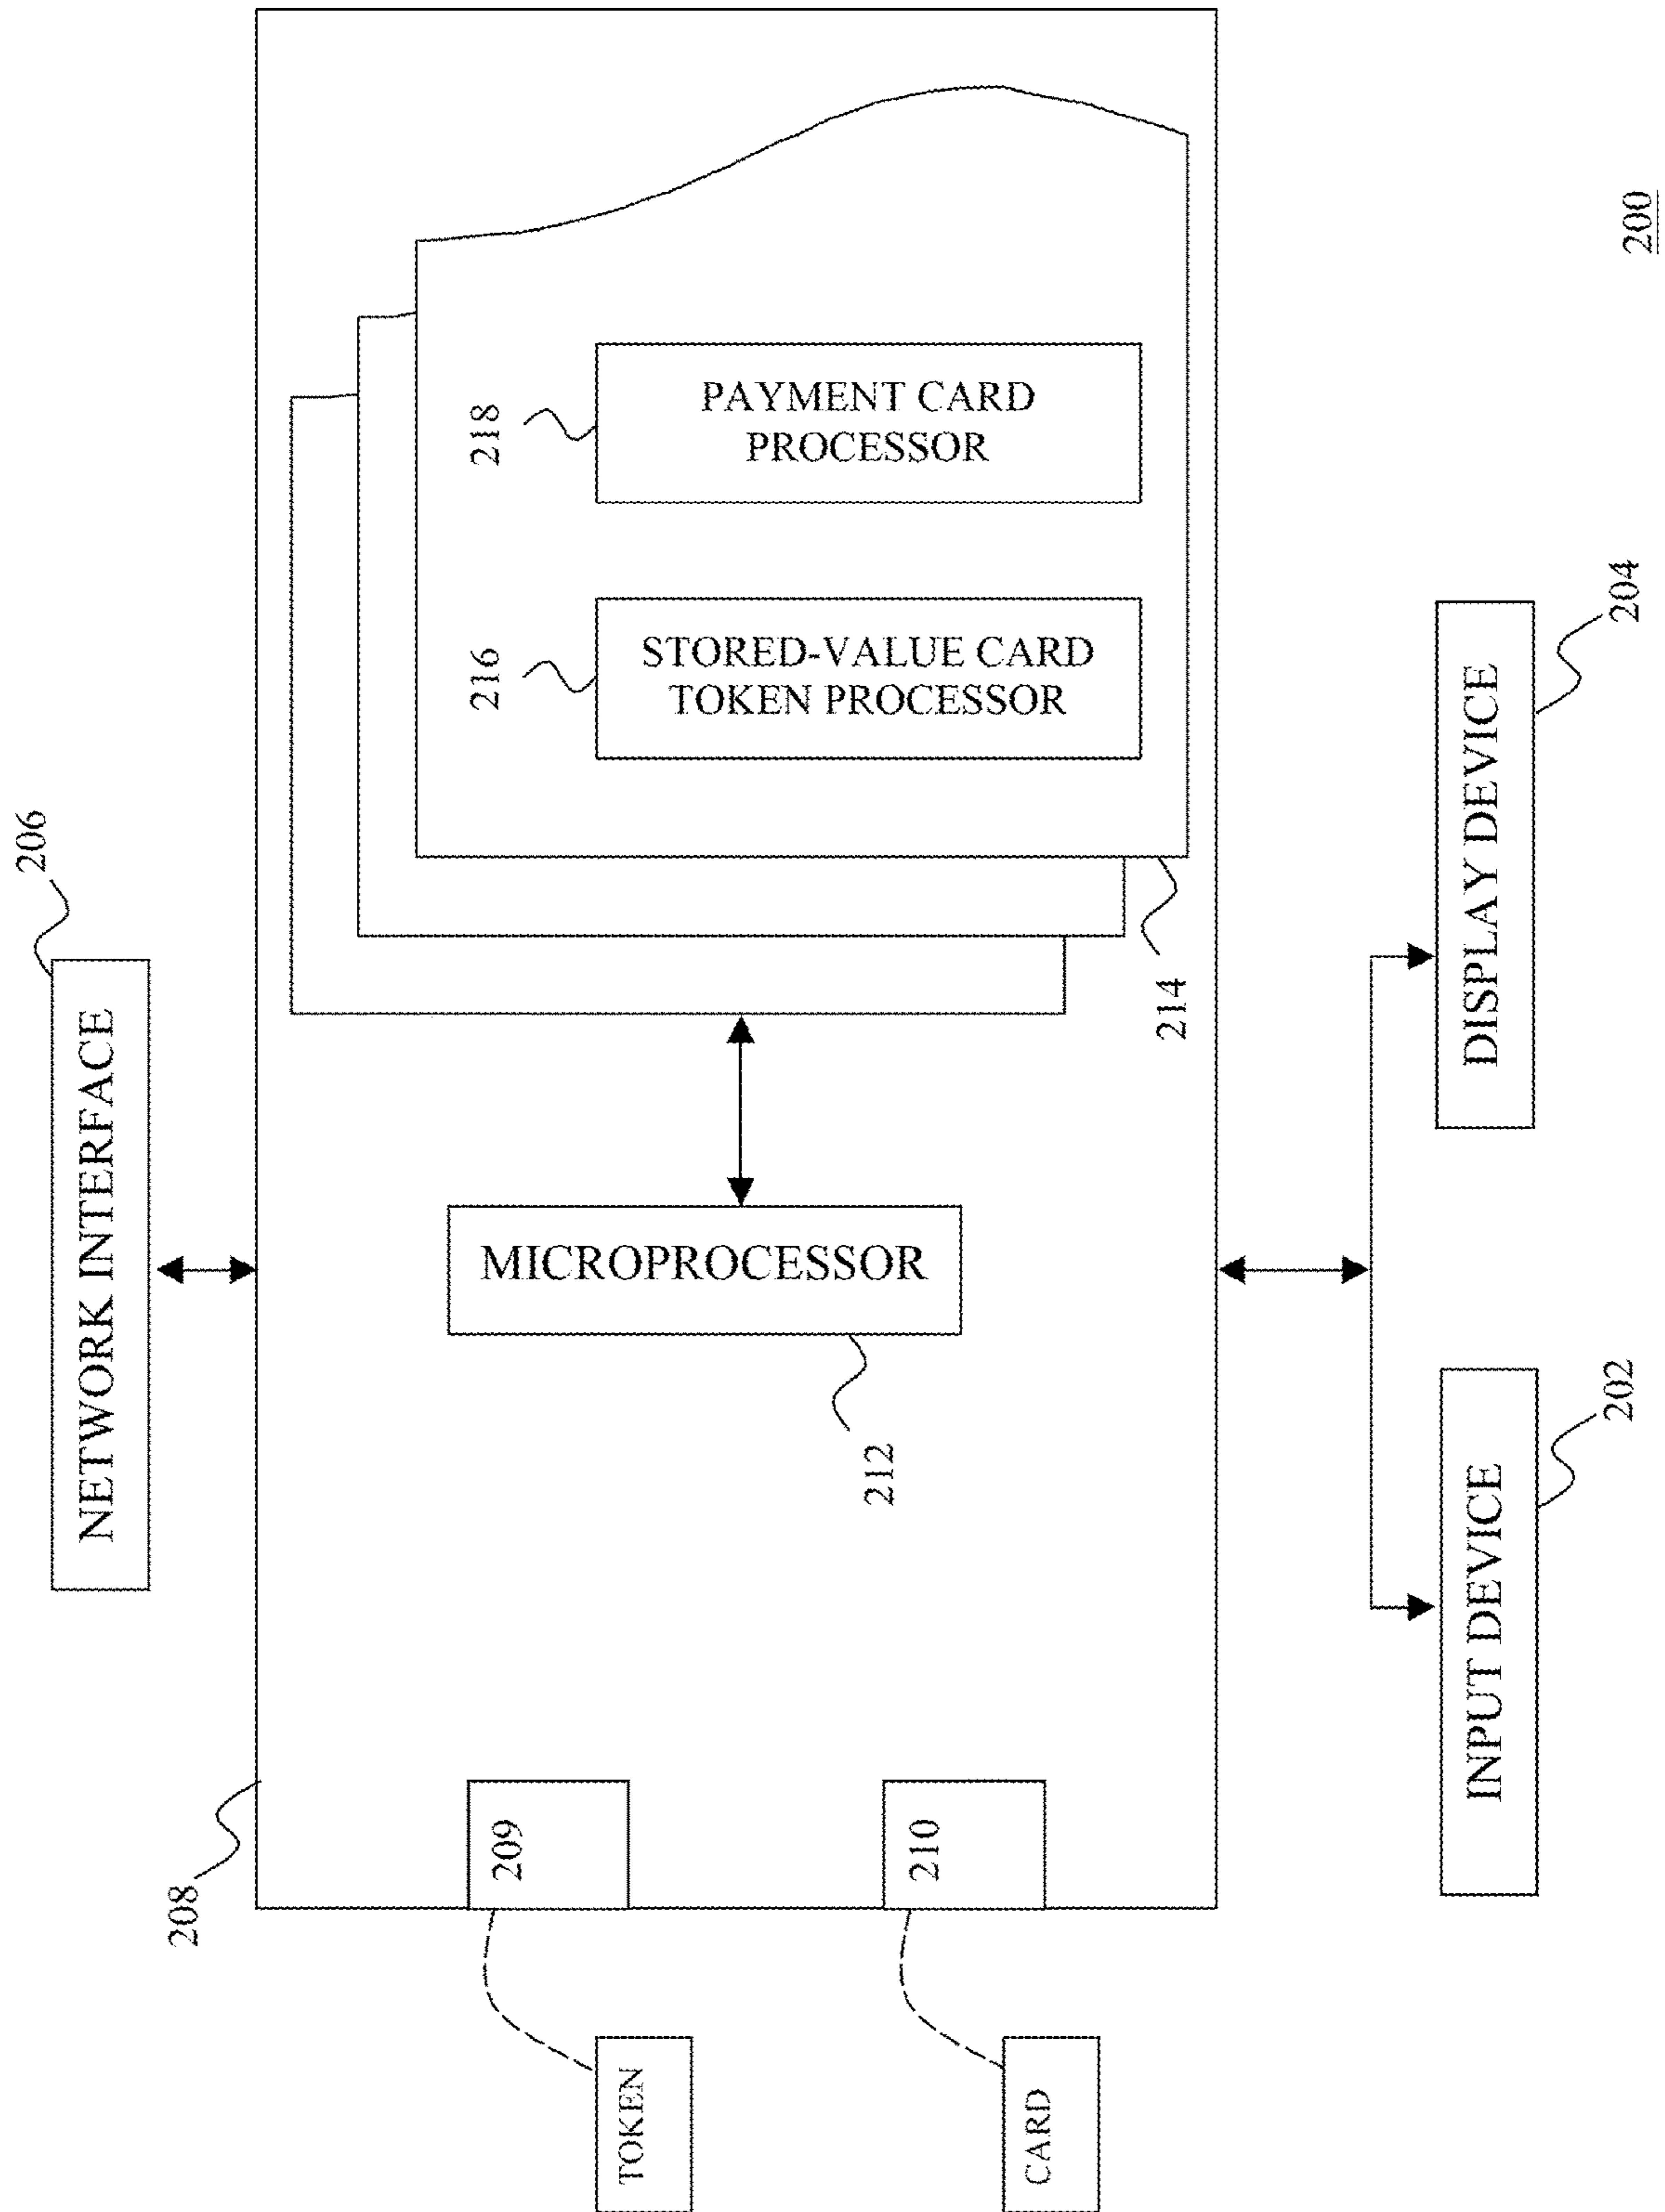 206
NETWORK INTERFACE
208
TOKEN
209
CARD
210
212
MICROPROCESSOR
214
216
STORED-VALUE CARD
TOKEN PROCESSOR
218
PAYMENT CARD
PROCESSOR
INPUT DEVICE
202
DISPLAY DEVICE
204
200